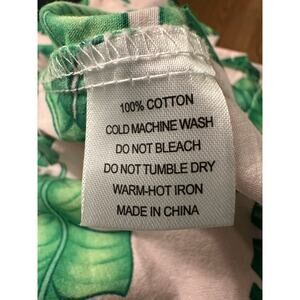 100% COTTON
COLD MACHINE WASH
DO NOT BLEACH
DO NOT TUMBLE DRY
WARM-HOT IRON
MADE IN CHINA